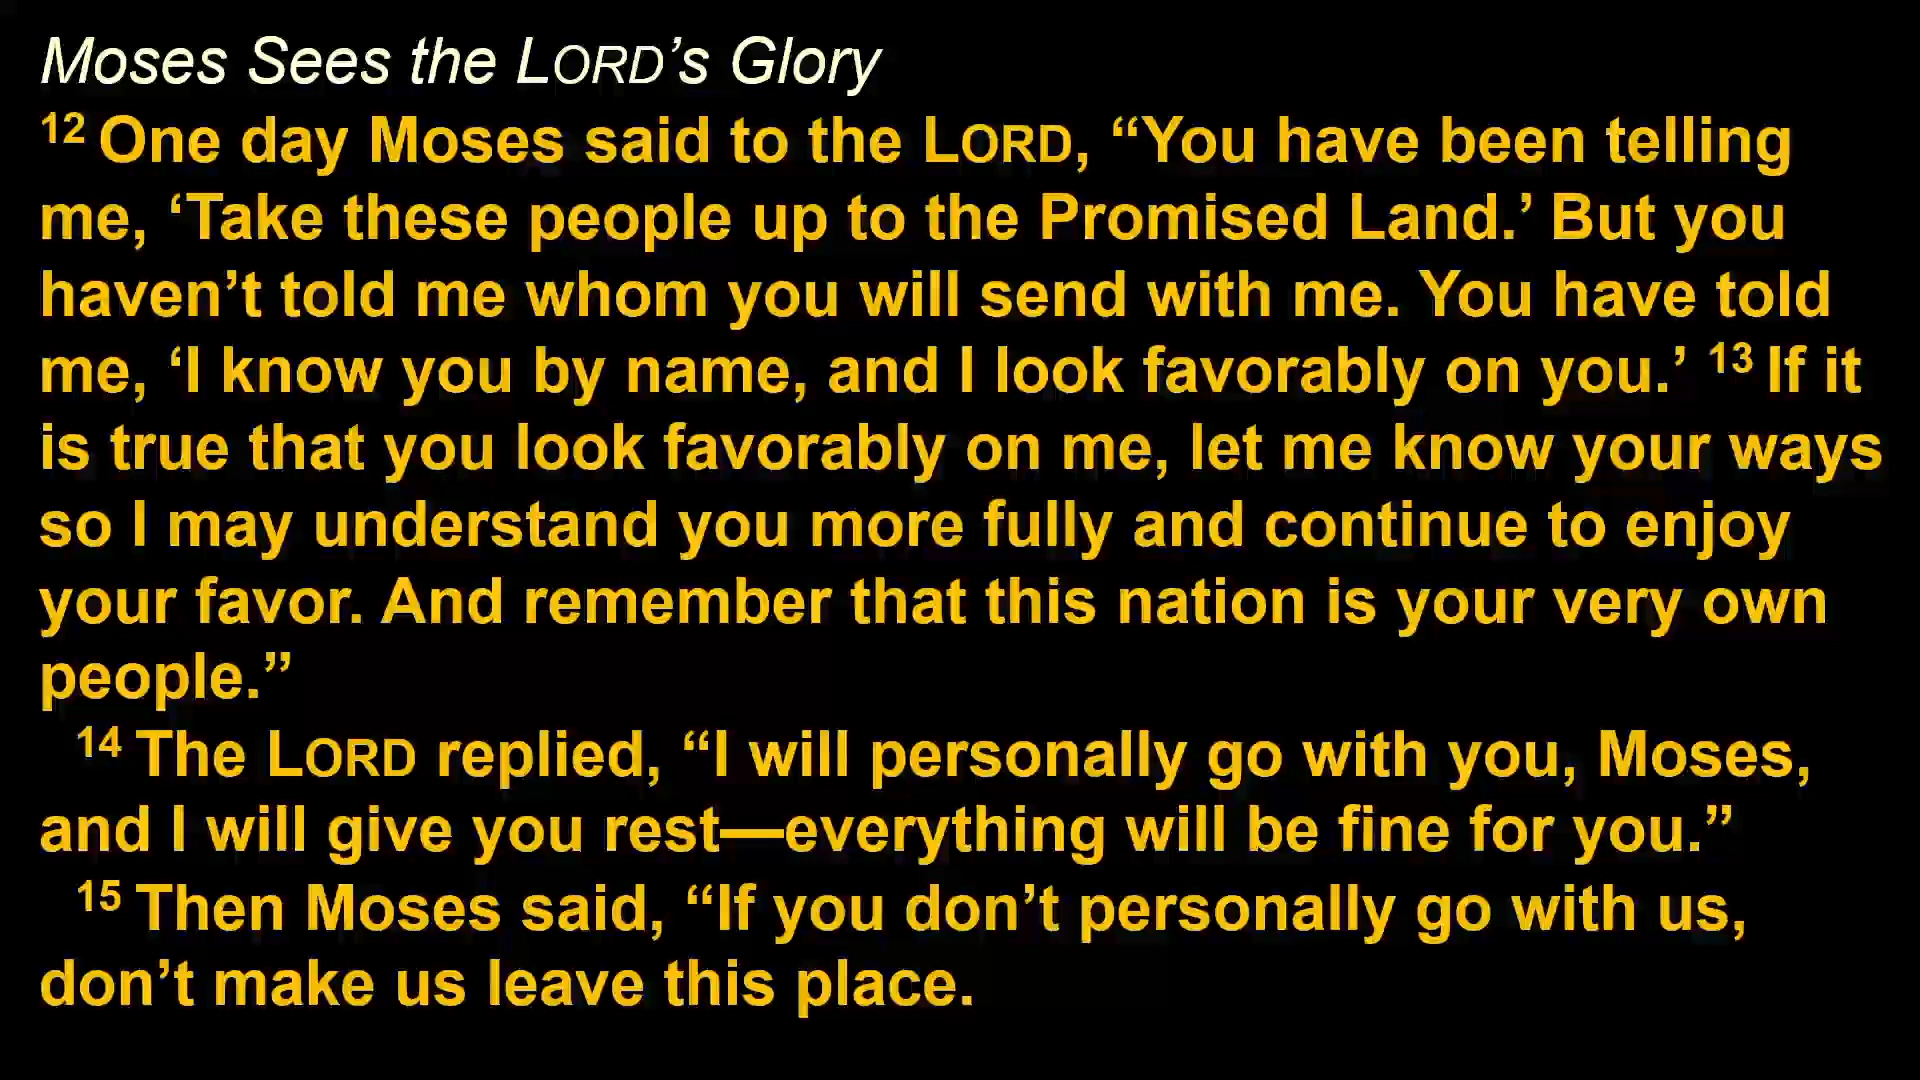 Moses Sees the LORD’s Glory
12 One day Moses said to the LORD, “You have been telling
me, ‘Take these people up to the Promised Land.’ But you
haven’t told me whom you will send with me. You have told
me, ‘I know you by name, and I look favorably on you.’ 13 If it
is true that you look favorably on me, let me know your ways
so I may understand you more fully and continue to enjoy
your favor. And remember that this nation is your very own
people.”
14 The LORD replied, “I will personally go with you, Moses,
and I will give you rest—everything will be fine for you.”
15 Then Moses said, “If you don’t personally go with us,
don’t make us leave this place.